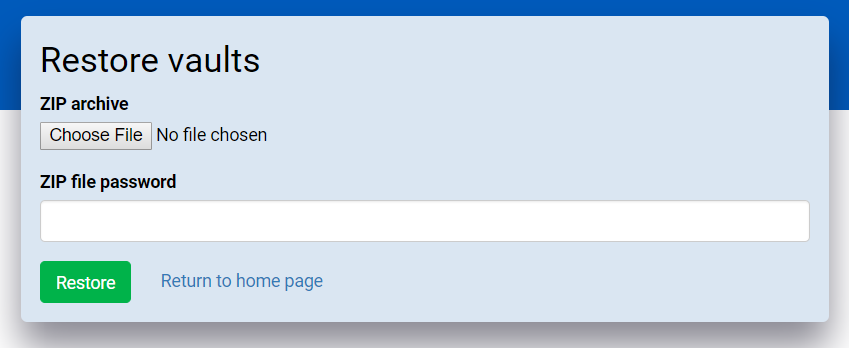 Restore vaults
ZIP archive
Choose File No file chosen
ZIP file password
Restore Return to home page